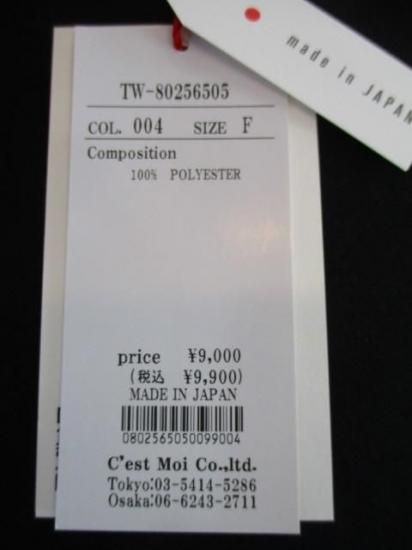 made in JAPAN
TW-80256505
COL. 004 SIZE F
Composition
100% POLYESTER
price ¥9,000
(税込 ¥9,900)
MADE IN JAPAN
0802565050099004
C'est Moi Co.,ltd.
Tokyo:03-5414-5286
Osaka:06-6243-2711